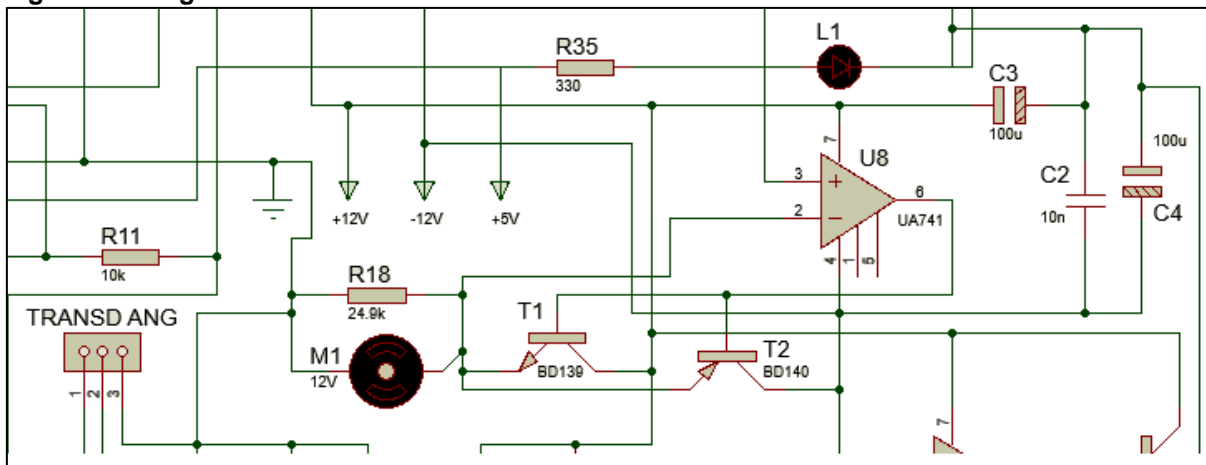 L1
R35
330
C3
100u
100u
7
U8
3
2
6
UA741
C2
10n
C4
+12V
-12V
+5V
4
1
5
R11
10k
R18
24.9k
TRANSD ANG
T1
BD139
T2
BD140
M1
12V
1
2
3
7